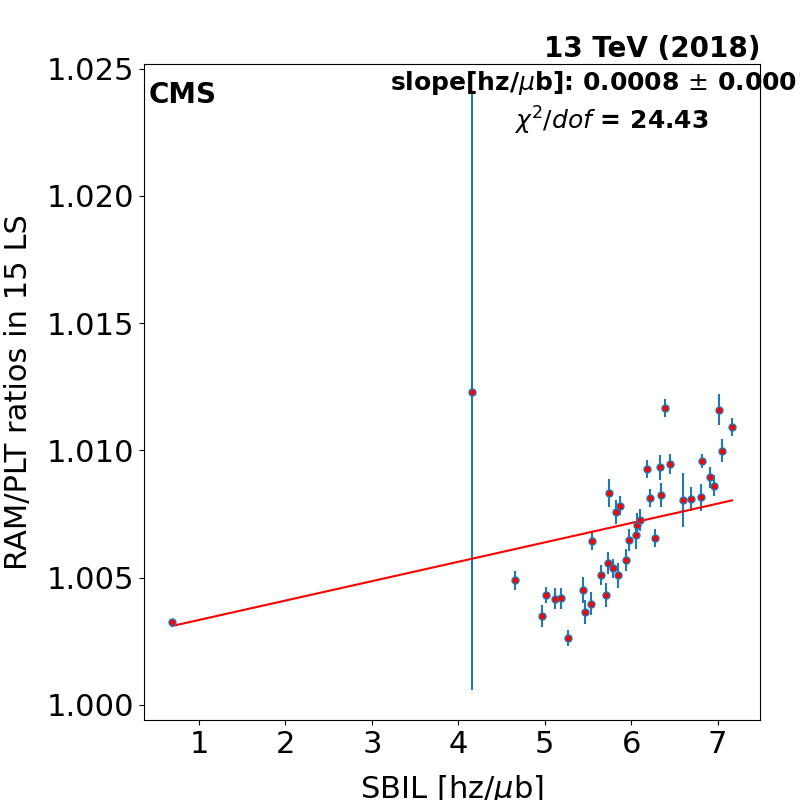 13 TeV (2018)
CMS
slope[hz/μb]: 0.0008 ± 0.000
χ²/dof = 24.43
1.025
1.020
1.015
1.010
1.005
1.000
RAM/PLT ratios in 15 LS
1 2 3 4 5 6 7
SBIL [hz/μb]